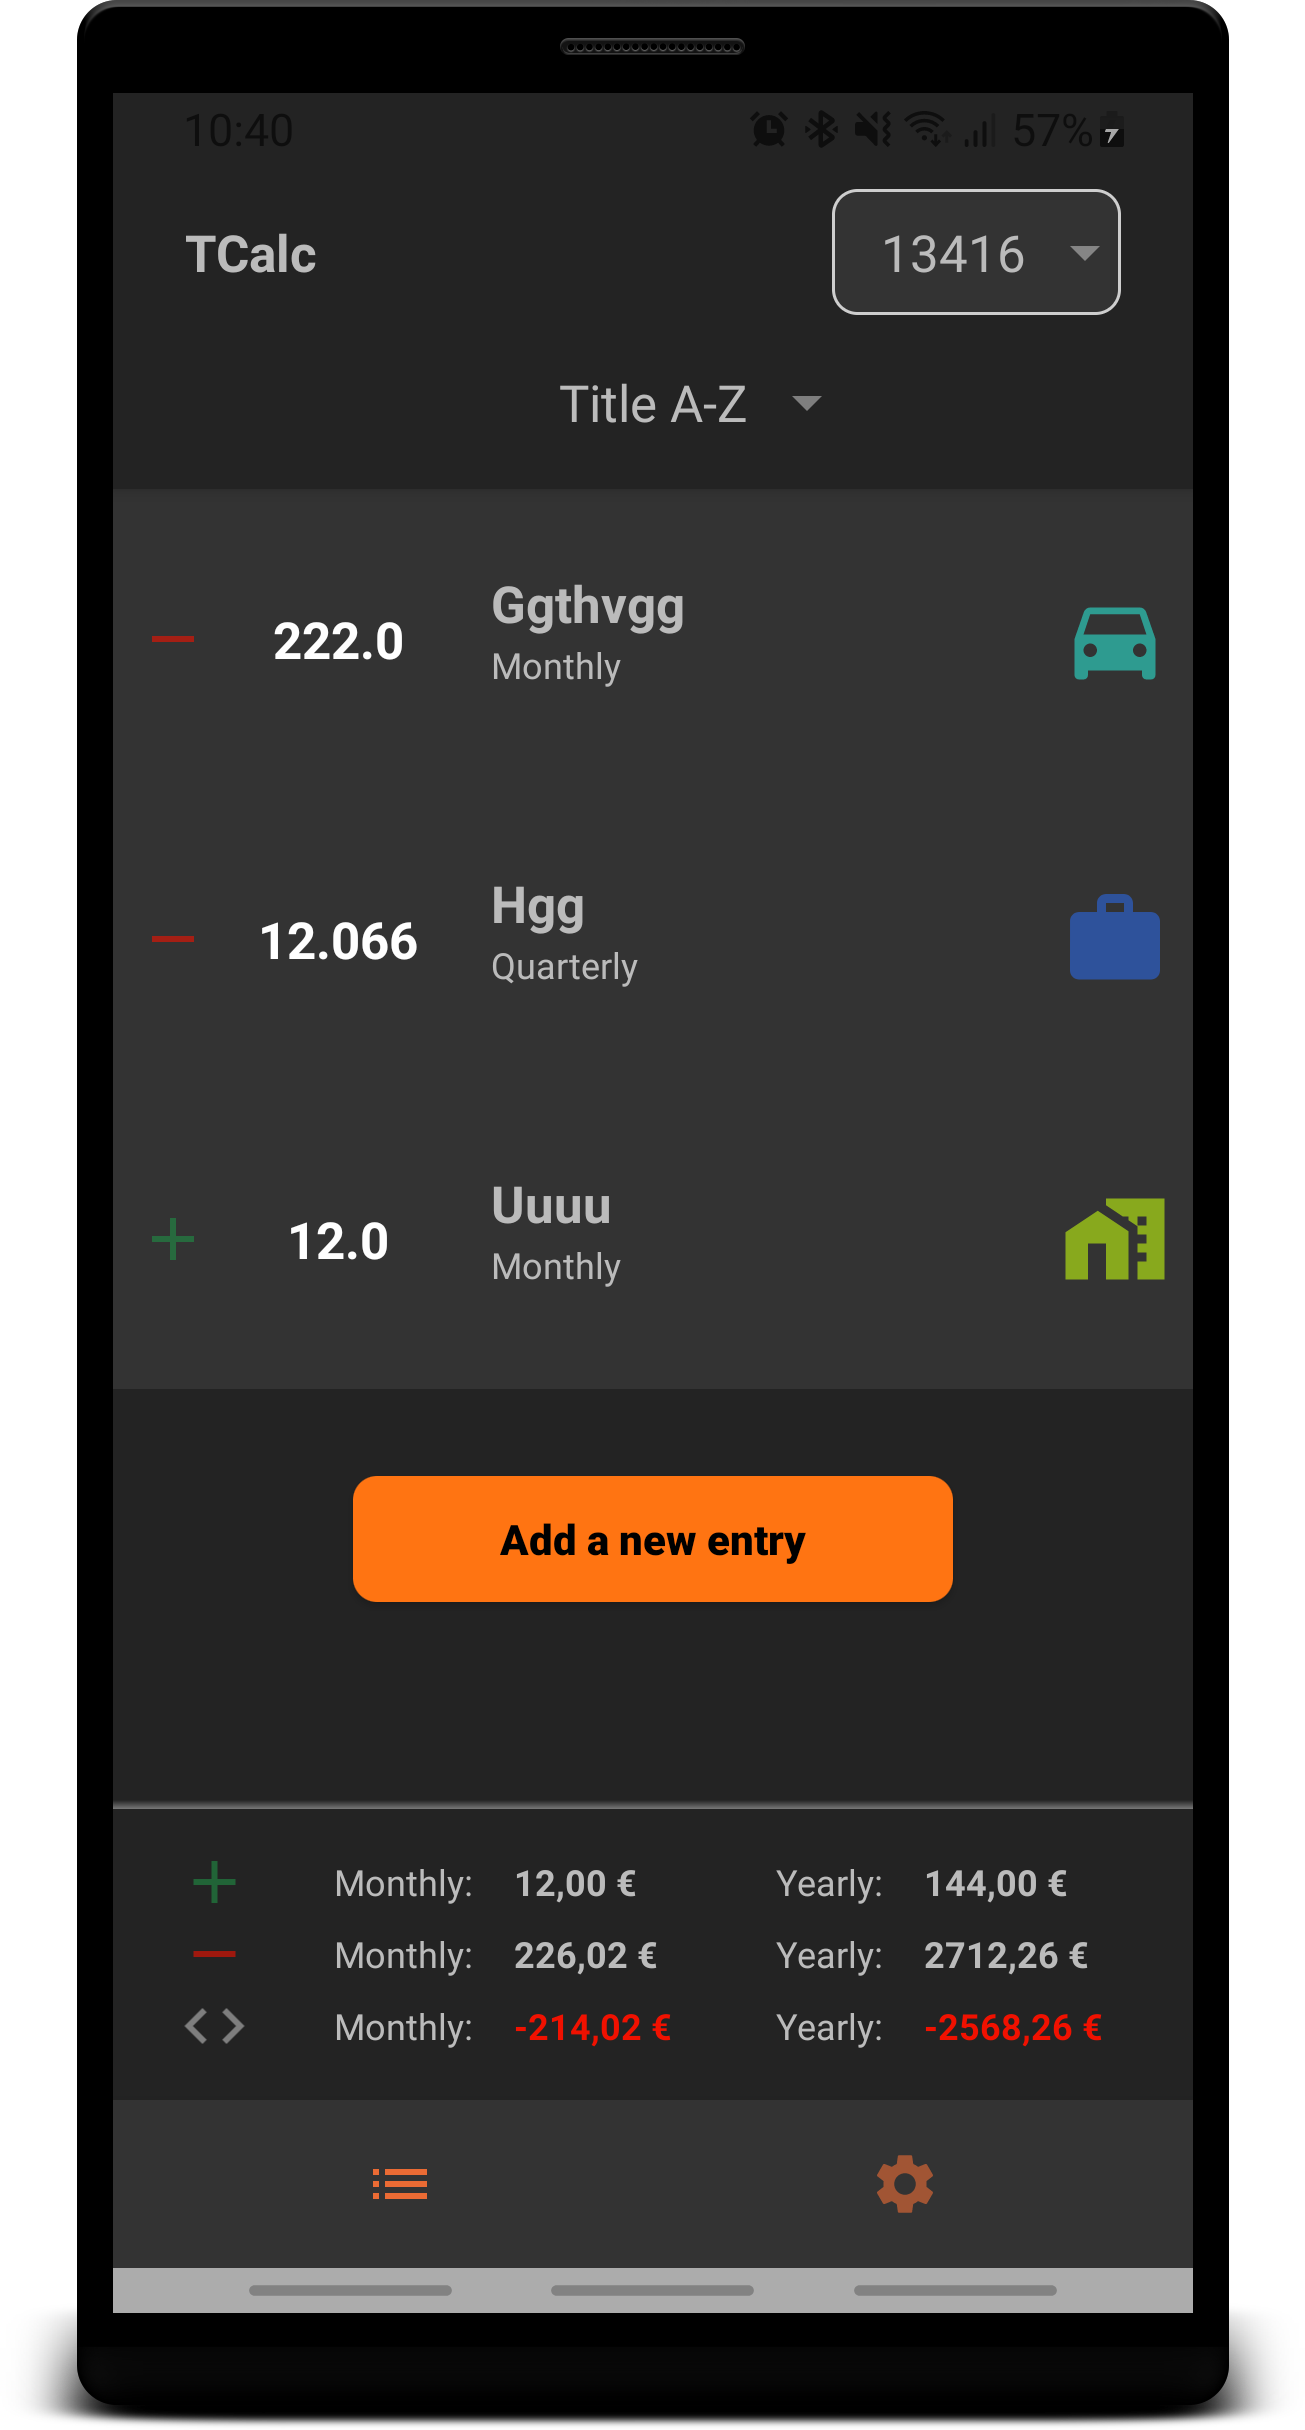 10:40 57%
TCalc 13416
Title A-Z
Ggthvgg
222.0
Monthly
Hgg
12.066
Quarterly
Uuuu
12.0
Monthly
Add a new entry
Monthly: 12,00 € Yearly: 144,00 €
Monthly: 226,02 € Yearly: 2712,26 €
Monthly: -214,02 € Yearly: -2568,26 €